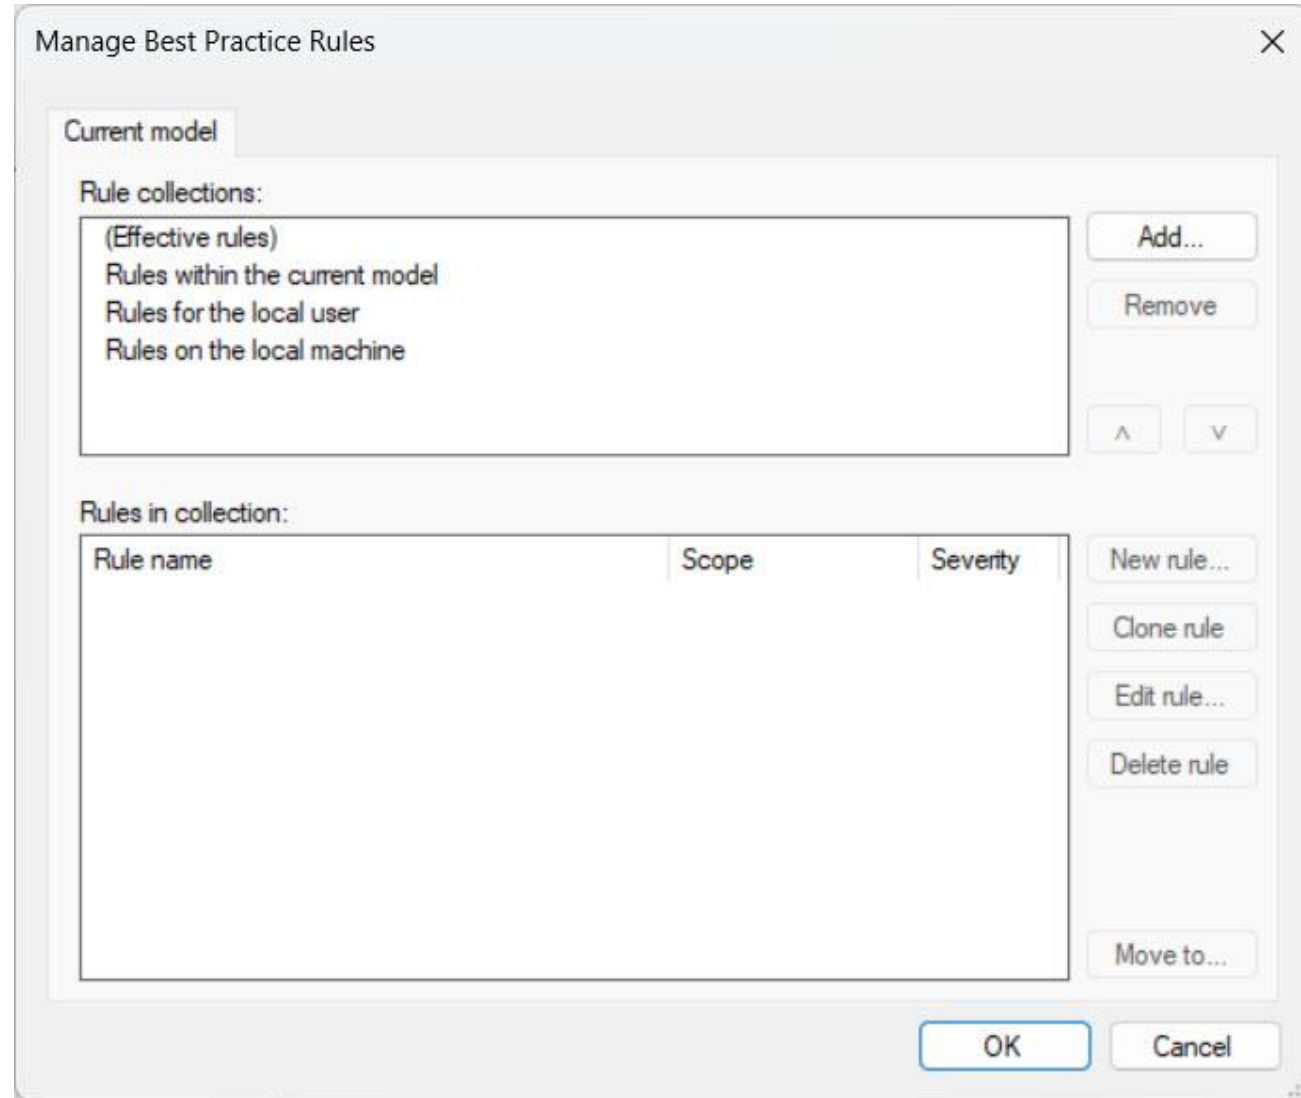 Manage Best Practice Rules
Current model
Rule collections:
(Effective rules)
Rules within the current model
Rules for the local user
Rules on the local machine
Add...
Remove
Rules in collection:
Rule name Scope Severity
New rule...
Clone rule
Edit rule...
Delete rule
Move to...
OK Cancel